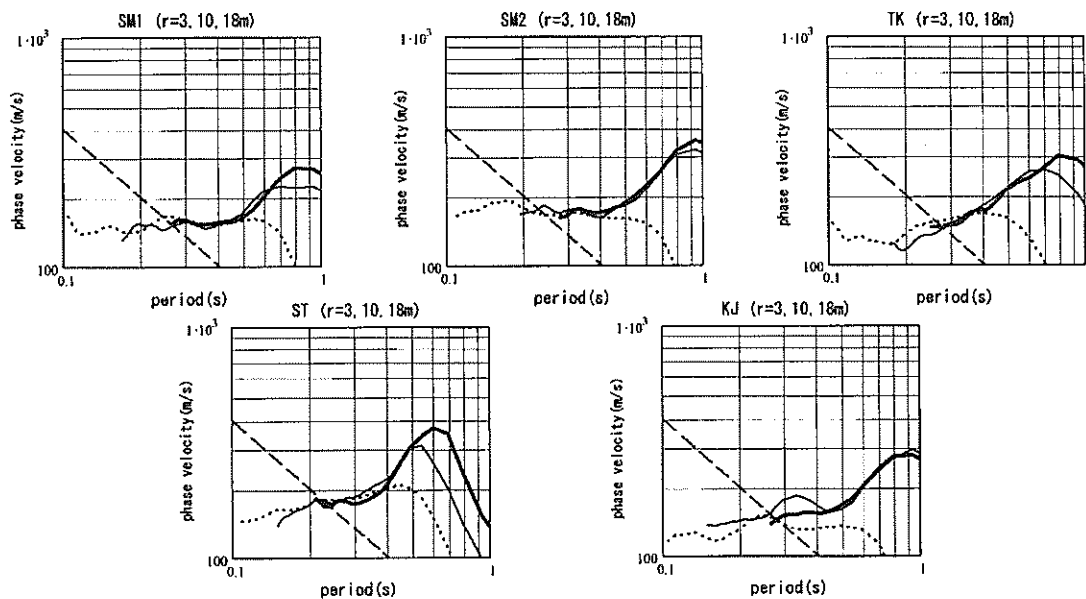 SM1 (r=3, 10, 18m)
1·10³
phase velocity(m/s)
100
0.1
1
period(s)
SM2 (r=3, 10, 18m)
1·10³
phase velocity(m/s)
100
0.1
1
period(s)
TK (r=3, 10, 18m)
1·10³
phase velocity(m/s)
100
0.1
1
period(s)
ST (r=3, 10, 18m)
1·10³
phase velocity(m/s)
100
0.1
1
period(s)
KJ (r=3, 10, 18m)
1·10³
phase velocity(m/s)
100
0.1
1
period(s)